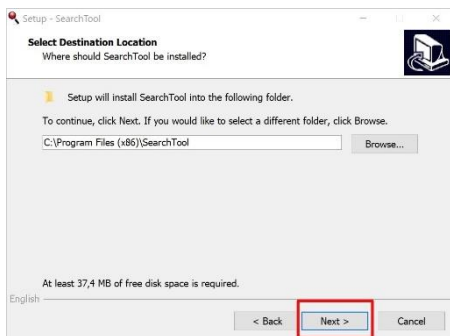 Setup - SearchTool
Select Destination Location
Where should SearchTool be installed?
Setup will install SearchTool into the following folder.
To continue, click Next. If you would like to select a different folder, click Browse.
C:\Program Files (x86)\SearchTool
Browse...
At least 37,4 MB of free disk space is required.
English
< Back Next > Cancel